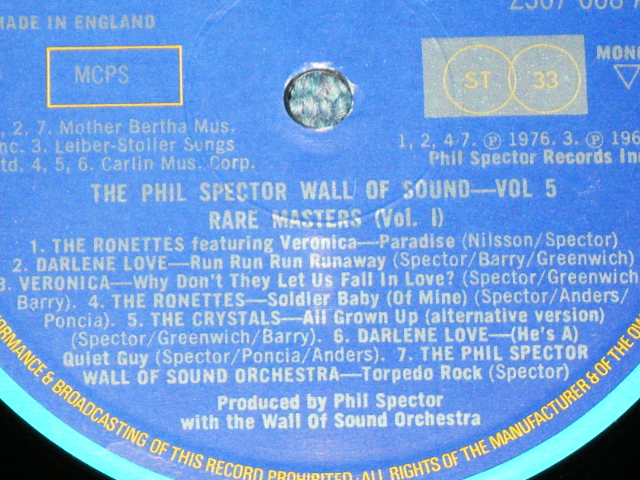 MADE IN ENGLAND
MONO
MCPS
ST 33
, 2, 7. Mother Bertha Mus.
nc. 3. Leiber-Stoller Songs
td. 4, 5, 6. Carlin Mus. Corp.
1, 2, 4-7. ℗ 1976. 3. ℗ 196
Phil Spector Records Inc
THE PHIL SPECTOR WALL OF SOUND—VOL 5
RARE MASTERS (Vol. I)
1. THE RONETTES featuring Veronica—Paradise (Nilsson/Spector)
2. DARLENE LOVE—Run Run Run Runaway (Spector/Barry/Greenwich)
3. VERONICA—Why Don't They Let Us Fall In Love? (Spector/Greenwich
Barry). 4. THE RONETTES—Soldier Baby (Of Mine) (Spector/Anders/
Poncia). 5. THE CRYSTALS—All Grown Up (alternative version)
(Spector/Greenwich/Barry). 6. DARLENE LOVE—(He's A)
Quiet Guy (Spector/Poncia/Anders). 7. THE PHIL SPECTOR
WALL OF SOUND ORCHESTRA—Torpedo Rock (Spector)
Produced by Phil Spector
with the Wall Of Sound Orchestra
ORMANCE & BROADCASTING OF THIS RECORD PROHIBITED·ALL RIGHTS OF THE MANUFACTURER & OF THE OW